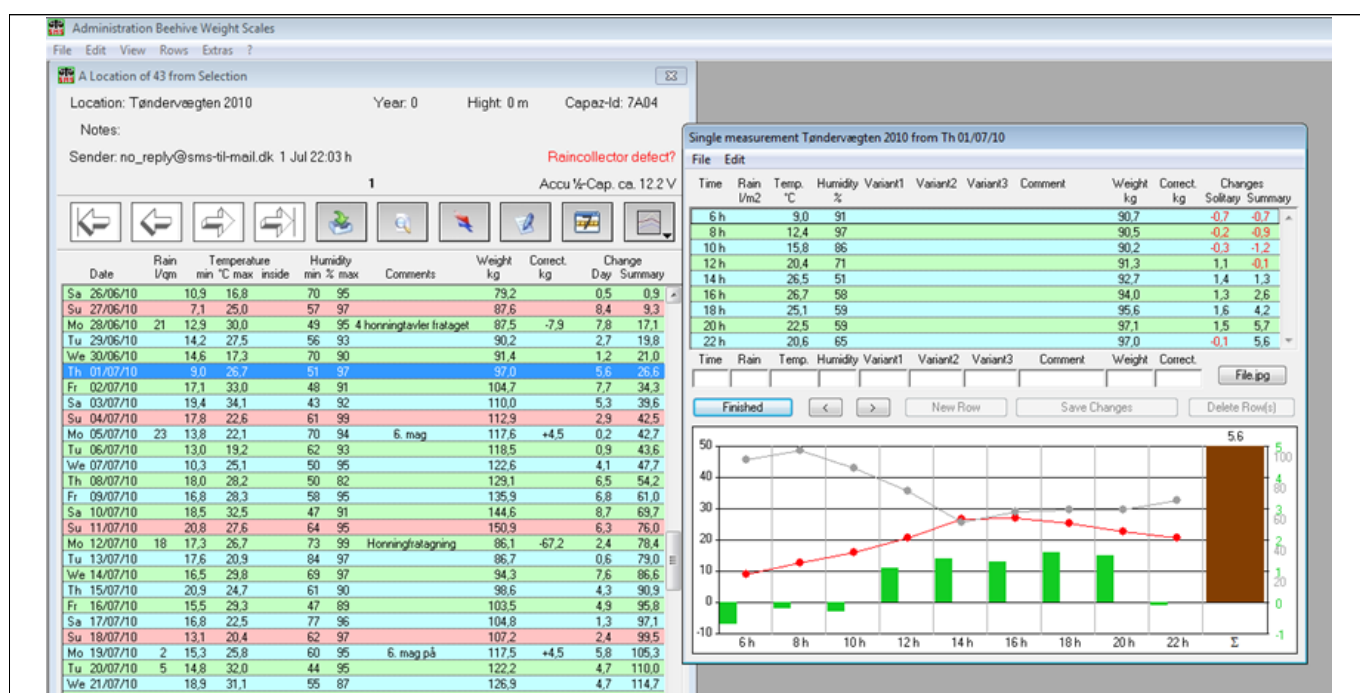 Administration Beehive Weight Scales
File Edit View Rows Extras ?
A Location of 43 from Selection
Location: Tøndervægten 2010 Year: 0 Hight: 0 m Capaz-Id: 7A04
Notes:
Sender: no_reply@sms-til-mail.dk 1 Jul 22:03 h Raincollector defect?
1 Accu ½-Cap. ca. 12.2 V
Rain Temperature Humidity Weight Correct. Change
Date l/qm min °C max inside min % max Comments kg kg Day Summary
Sa 26/06/10 10,9 16,8 70 95 79,2 0,5 0,9
Su 27/06/10 7,1 25,0 57 97 87,6 8,4 9,3
Mo 28/06/10 21 12,9 30,0 49 95 4 honningtavler frataget 87,5 -7,9 7,8 17,1
Tu 29/06/10 14,2 27,5 56 93 90,2 2,7 19,8
We 30/06/10 14,6 17,3 70 90 91,4 1,2 21,0
Th 01/07/10 9,0 26,7 51 97 97,0 5,6 26,6
Fr 02/07/10 17,1 33,0 48 91 104,7 7,7 34,3
Sa 03/07/10 19,4 34,1 43 92 110,0 5,3 39,6
Su 04/07/10 17,8 22,6 61 99 112,9 2,9 42,5
Mo 05/07/10 23 13,8 22,1 70 94 6. mag 117,6 +4,5 0,2 42,7
Tu 06/07/10 13,0 19,2 62 93 118,5 0,9 43,6
We 07/07/10 10,3 25,1 50 95 122,6 4,1 47,7
Th 08/07/10 18,0 28,2 50 82 129,1 6,5 54,2
Fr 09/07/10 16,8 28,3 58 95 135,9 6,8 61,0
Sa 10/07/10 18,5 32,5 47 91 144,6 8,7 69,7
Su 11/07/10 20,8 27,6 64 95 150,9 6,3 76,0
Mo 12/07/10 18 17,3 26,7 73 99 Honningfratagning 86,1 -67,2 2,4 78,4
Tu 13/07/10 17,6 20,9 84 97 86,7 0,6 79,0
We 14/07/10 16,5 29,8 69 97 94,3 7,6 86,6
Th 15/07/10 20,9 24,7 61 90 98,6 4,3 90,9
Fr 16/07/10 15,5 29,3 47 89 103,5 4,9 95,8
Sa 17/07/10 16,8 22,5 77 96 104,8 1,3 97,1
Su 18/07/10 13,1 20,4 62 97 107,2 2,4 99,5
Mo 19/07/10 2 15,3 25,8 60 95 6. mag på 117,5 +4,5 5,8 105,3
Tu 20/07/10 5 14,8 32,0 44 95 122,2 4,7 110,0
We 21/07/10 18,9 31,1 55 87 126,9 4,7 114,7
Single measurement Tøndervægten 2010 from Th 01/07/10
File Edit
Time Rain Temp. Humidity Variant1 Variant2 Variant3 Comment Weight Correct. Changes
l/m2 °C % kg kg Solitary Summary
6 h 9,0 91 90,7 -0,7 -0,7
8 h 12,4 97 90,5 -0,2 -0,9
10 h 15,8 86 90,2 -0,3 -1,2
12 h 20,4 71 91,3 1,1 -0,1
14 h 26,5 51 92,7 1,4 1,3
16 h 26,7 58 94,0 1,3 2,6
18 h 25,1 59 95,6 1,6 4,2
20 h 22,5 59 97,1 1,5 5,7
22 h 20,6 65 97,0 -0,1 5,6
Time Rain Temp. Humidity Variant1 Variant2 Variant3 Comment Weight Correct.
File.jpg
Finished < > New Row Save Changes Delete Row(s)
5.6
50 5 100
40 4 80
30 3 60
20 2 40
10 1 20
0 0
-10 -1
6 h 8 h 10 h 12 h 14 h 16 h 18 h 20 h 22 h Σ